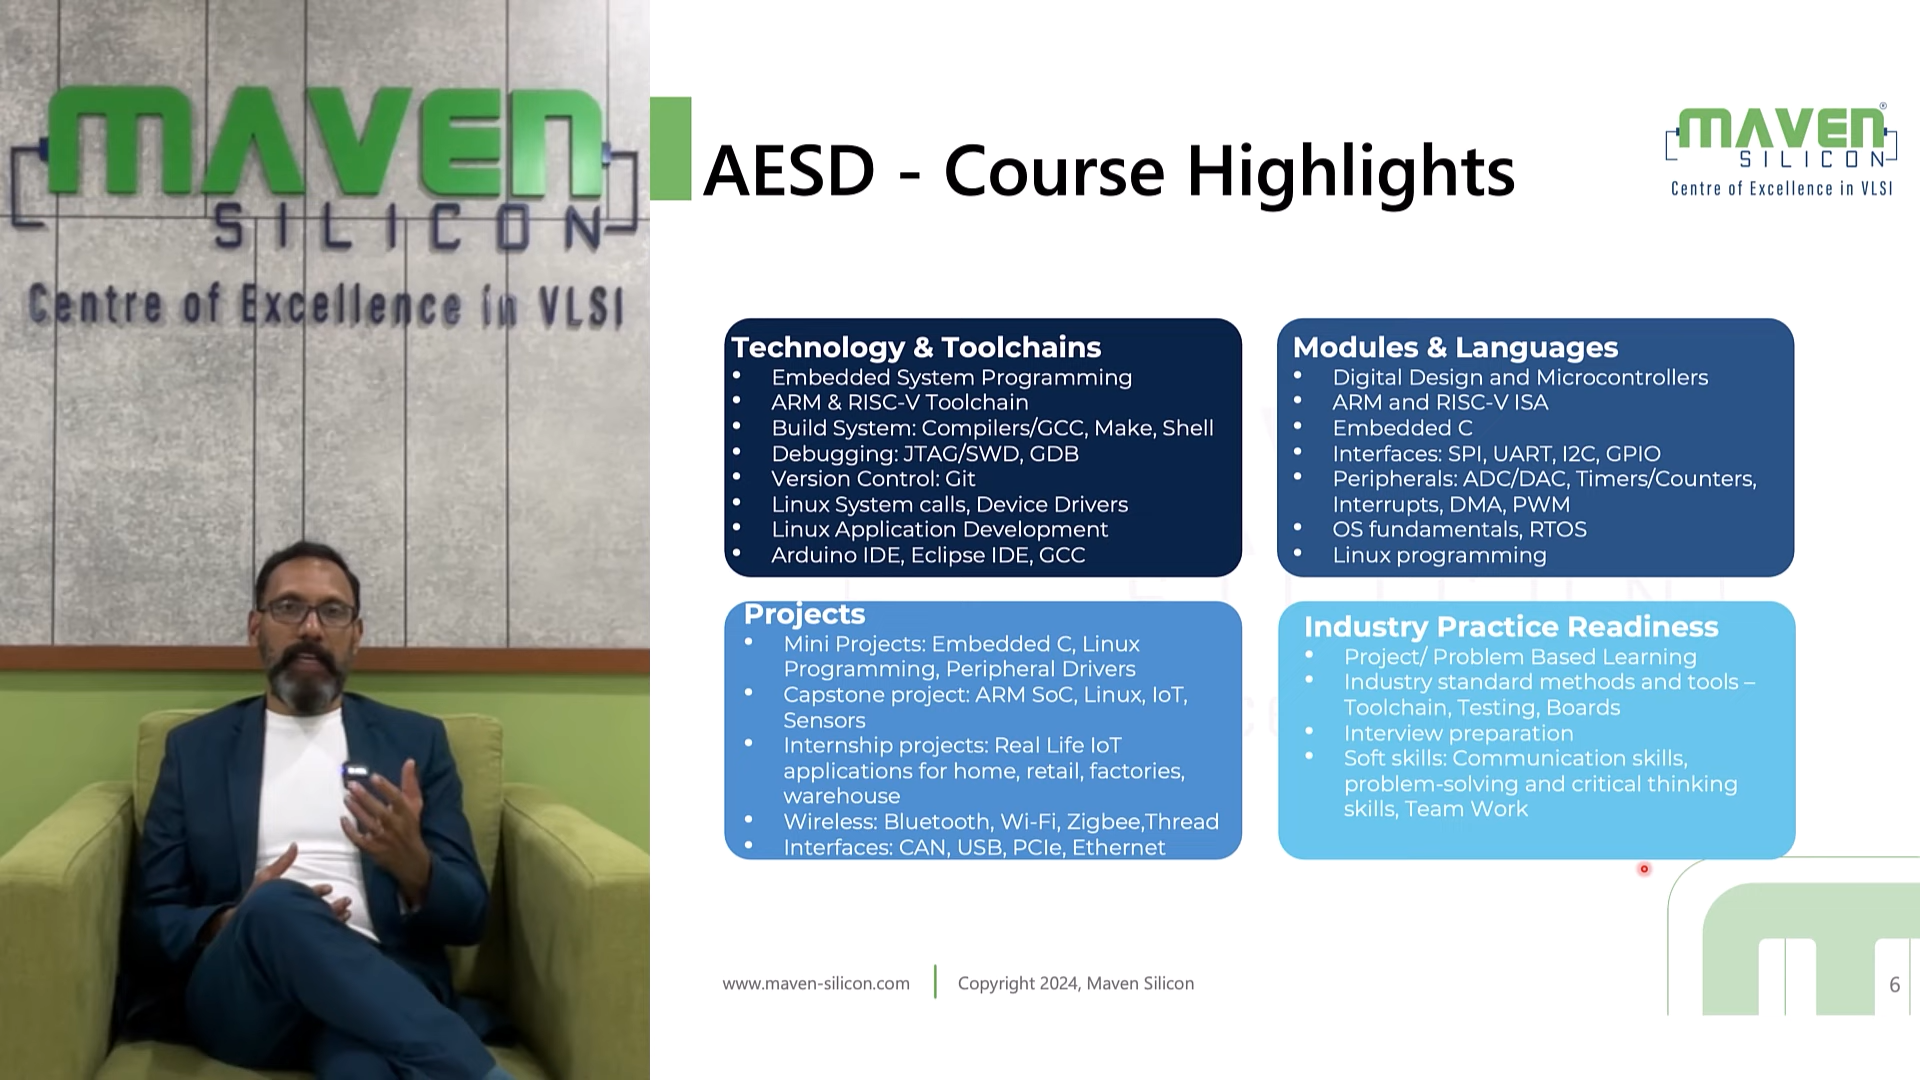 MAVEN
SILICON
Centre of Excellence in VLSI
AESD - Course Highlights
MAVEN®
SILICON
Centre of Excellence in VLSI
Technology & Toolchains
• Embedded System Programming
• ARM & RISC-V Toolchain
• Build System: Compilers/GCC, Make, Shell
• Debugging: JTAG/SWD, GDB
• Version Control: Git
• Linux System calls, Device Drivers
• Linux Application Development
• Arduino IDE, Eclipse IDE, GCC
Modules & Languages
• Digital Design and Microcontrollers
• ARM and RISC-V ISA
• Embedded C
• Interfaces: SPI, UART, I2C, GPIO
• Peripherals: ADC/DAC, Timers/Counters,
Interrupts, DMA, PWM
• OS fundamentals, RTOS
• Linux programming
Projects
• Mini Projects: Embedded C, Linux
Programming, Peripheral Drivers
• Capstone project: ARM SoC, Linux, IoT,
Sensors
• Internship projects: Real Life IoT
applications for home, retail, factories,
warehouse
• Wireless: Bluetooth, Wi-Fi, Zigbee,Thread
• Interfaces: CAN, USB, PCIe, Ethernet
Industry Practice Readiness
• Project/ Problem Based Learning
• Industry standard methods and tools –
Toolchain, Testing, Boards
• Interview preparation
• Soft skills: Communication skills,
problem-solving and critical thinking
skills, Team Work
www.maven-silicon.com
Copyright 2024, Maven Silicon
6